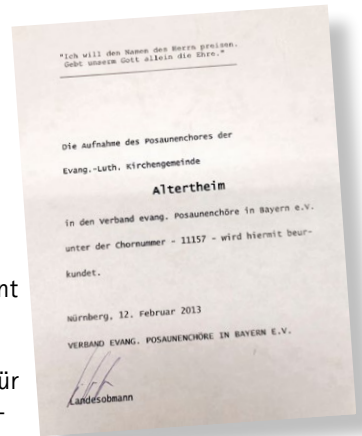 "Ich will den Namen des Herrn preisen.
Gebt unserm Gott allein die Ehre."
Die Aufnahme des Posaunenchores der
Evang.-Luth. Kirchengemeinde
Altertheim
in den Verband evang. Posaunenchöre in Bayern e.V.
unter der Chornummer - 11157 - wird hiermit beur-
kundet.
Nürnberg, 12. Februar 2013
VERBAND EVANG. POSAUNENCHÖRE IN BAYERN E.V.
Landesobmann
nt
ür
-